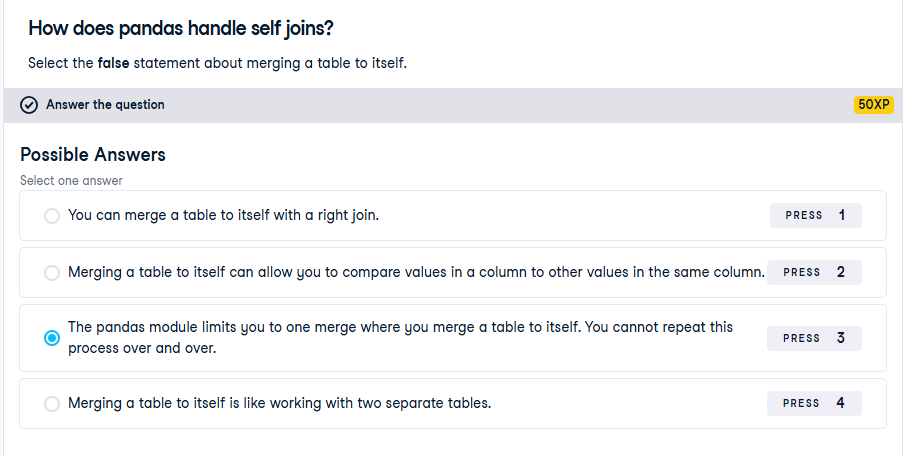 How does pandas handle self joins?
Select the false statement about merging a table to itself.
Answer the question
50XP
Possible Answers
Select one answer
You can merge a table to itself with a right join.
PRESS 1
Merging a table to itself can allow you to compare values in a column to other values in the same column.
PRESS 2
The pandas module limits you to one merge where you merge a table to itself. You cannot repeat this
process over and over.
PRESS 3
Merging a table to itself is like working with two separate tables.
PRESS 4